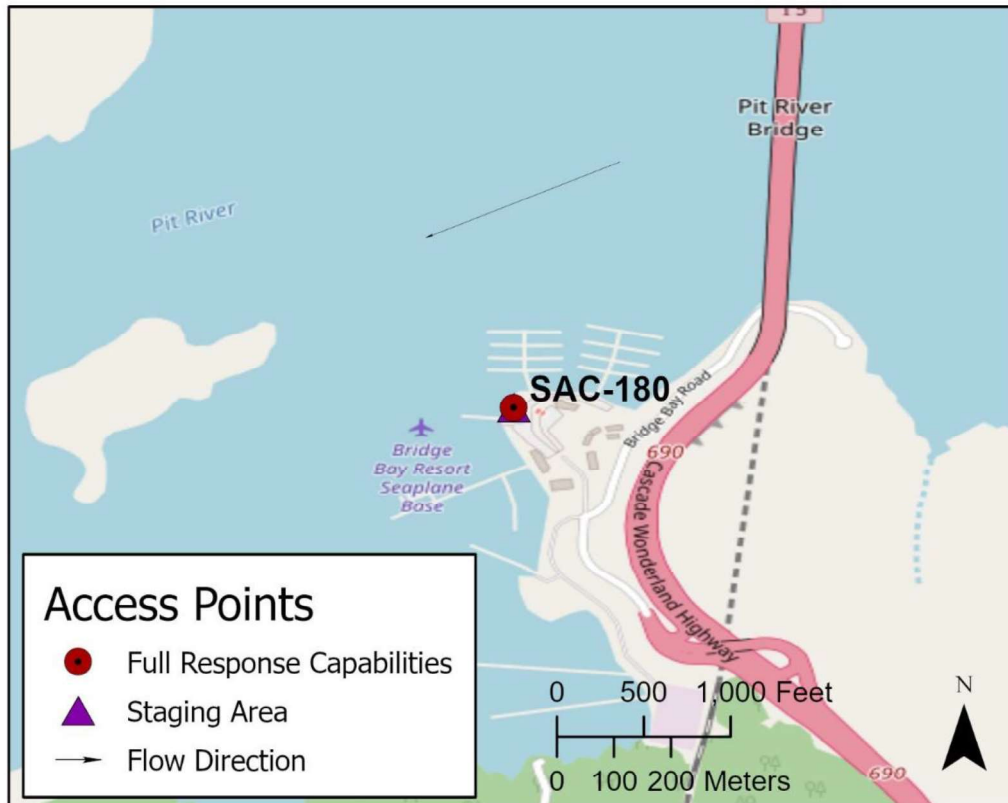 I 5
Pit River
Bridge
Pit River
SAC-180
Bridge Bay Road
Bridge
Bay Resort
Seaplane
Base
690
Cascade Wonderland Highway
Access Points
Full Response Capabilities
Staging Area
Flow Direction
0 500 1,000 Feet
0 100 200 Meters
N
690